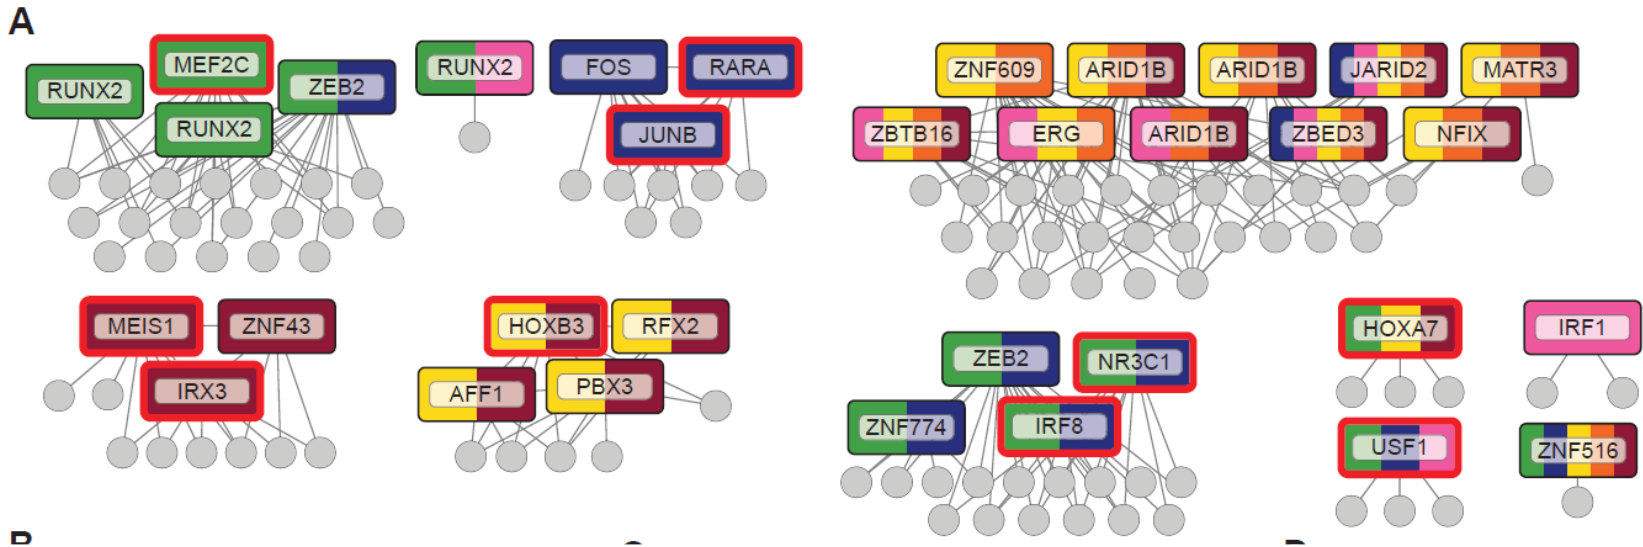 A
MEF2C
RUNX2
ZEB2
RUNX2
RUNX2
FOS
RARA
JUNB
ZNF609
ARID1B
ARID1B
JARID2
MATR3
ZBTB16
ERG
ARID1B
ZBED3
NFIX
MEIS1
ZNF43
IRX3
HOXB3
RFX2
AFF1
PBX3
ZEB2
NR3C1
ZNF774
IRF8
HOXA7
IRF1
USF1
ZNF516